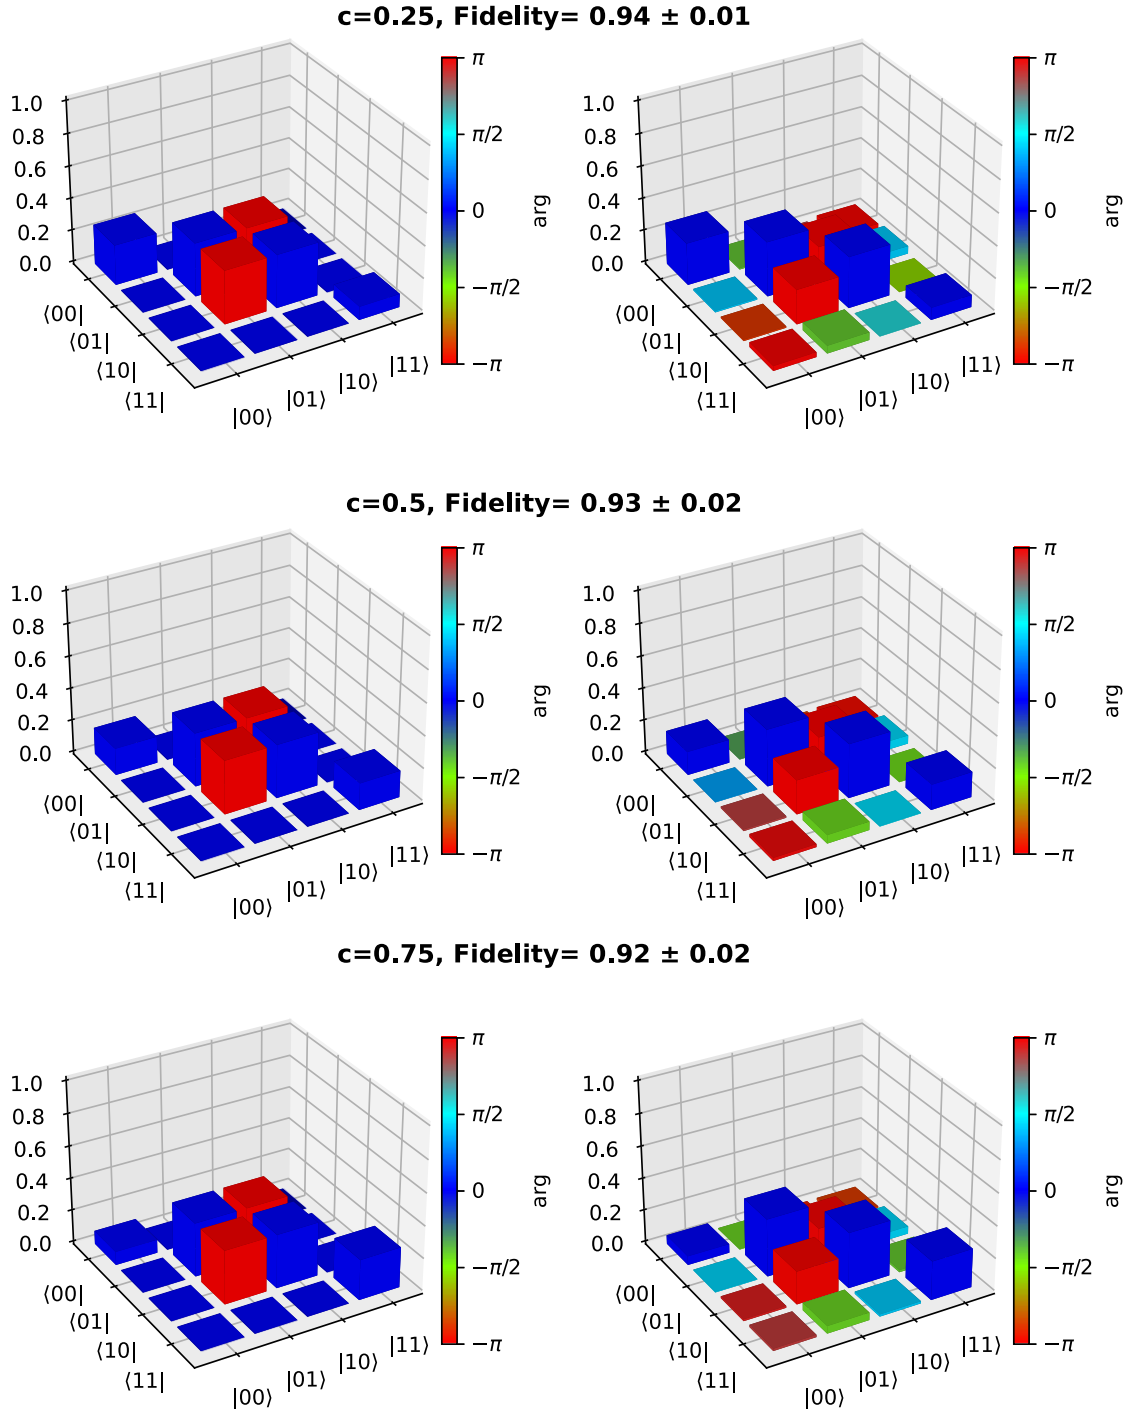 c=0.25, Fidelity= 0.94 ± 0.01
1.0
0.8
0.6
0.4
0.2
0.0
⟨00|
⟨01|
⟨10|
⟨11|
|00⟩
|01⟩
|10⟩
|11⟩
π
π/2
0
−π/2
−π
arg
1.0
0.8
0.6
0.4
0.2
0.0
⟨00|
⟨01|
⟨10|
⟨11|
|00⟩
|01⟩
|10⟩
|11⟩
π
π/2
0
−π/2
−π
arg
c=0.5, Fidelity= 0.93 ± 0.02
1.0
0.8
0.6
0.4
0.2
0.0
⟨00|
⟨01|
⟨10|
⟨11|
|00⟩
|01⟩
|10⟩
|11⟩
π
π/2
0
−π/2
−π
arg
1.0
0.8
0.6
0.4
0.2
0.0
⟨00|
⟨01|
⟨10|
⟨11|
|00⟩
|01⟩
|10⟩
|11⟩
π
π/2
0
−π/2
−π
arg
c=0.75, Fidelity= 0.92 ± 0.02
1.0
0.8
0.6
0.4
0.2
0.0
⟨00|
⟨01|
⟨10|
⟨11|
|00⟩
|01⟩
|10⟩
|11⟩
π
π/2
0
−π/2
−π
arg
1.0
0.8
0.6
0.4
0.2
0.0
⟨00|
⟨01|
⟨10|
⟨11|
|00⟩
|01⟩
|10⟩
|11⟩
π
π/2
0
−π/2
−π
arg